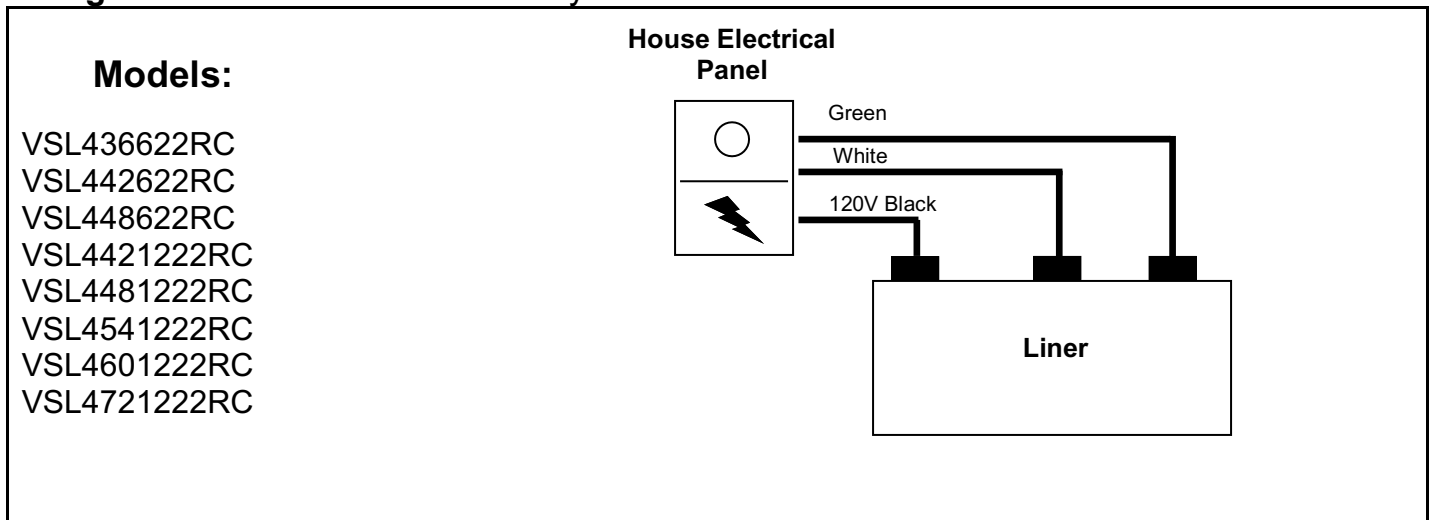 Models:
VSL436622RC
VSL442622RC
VSL448622RC
VSL4421222RC
VSL4481222RC
VSL4541222RC
VSL4601222RC
VSL4721222RC
House Electrical
Panel
Green
White
120V Black
Liner